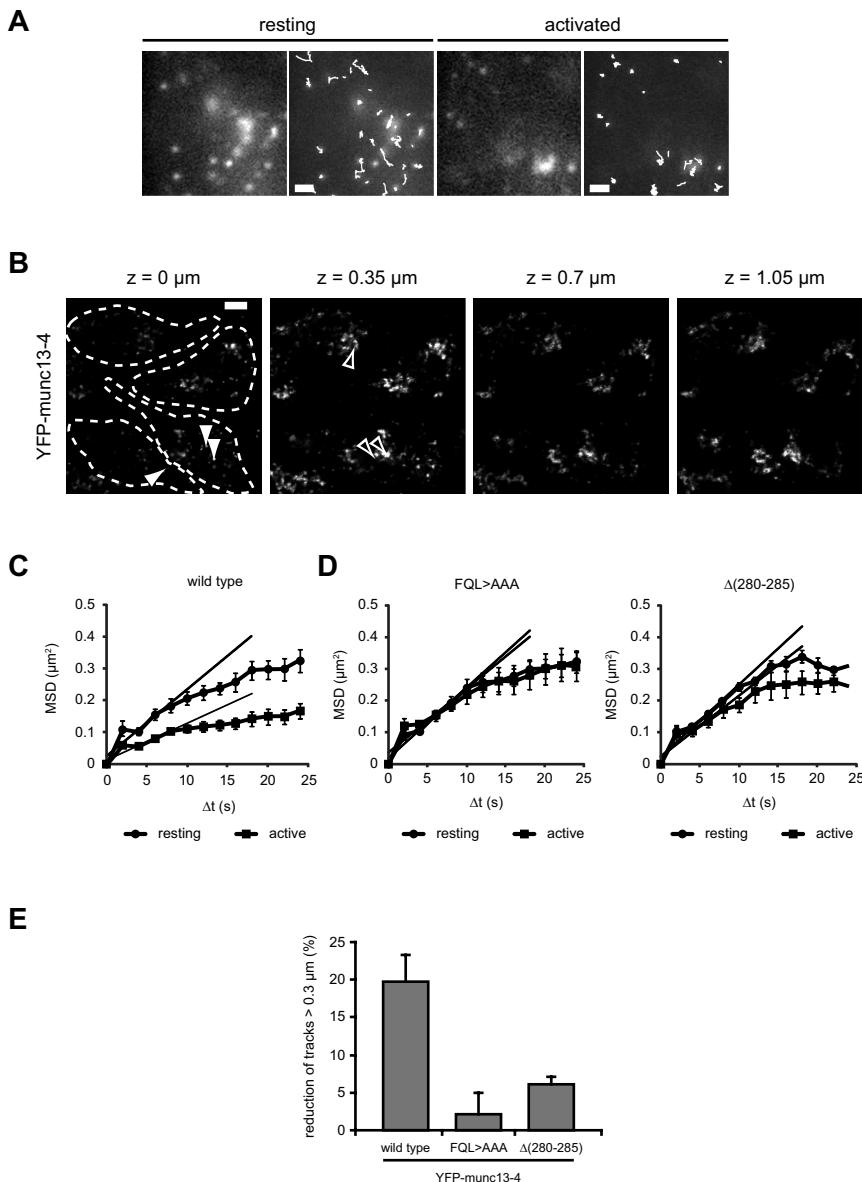 A
resting activated
B
z = 0 µm z = 0.35 µm z = 0.7 µm z = 1.05 µm
YFP-munc13-4
C
wild type
0.5
0.4
0.3
0.2
0.1
0
MSD (µm²)
0 5 10 15 20 25
Δt (s)
resting active
D
FQL>AAA
0.5
0.4
0.3
0.2
0.1
0
MSD (µm²)
0 5 10 15 20 25
Δt (s)
resting active
Δ(280-285)
0.5
0.4
0.3
0.2
0.1
0
MSD (µm²)
0 5 10 15 20 25
Δt (s)
resting active
E
reduction of tracks > 0.3 µm (%)
25
20
15
10
5
0
wild type FQL>AAA Δ(280-285)
YFP-munc13-4